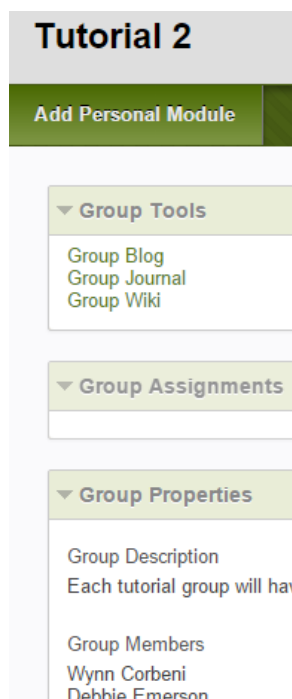 Tutorial 2
Add Personal Module
Group Tools
Group Blog
Group Journal
Group Wiki
Group Assignments
Group Properties
Group Description
Each tutorial group will hav
Group Members
Wynn Corbeni
Debbie Emerson